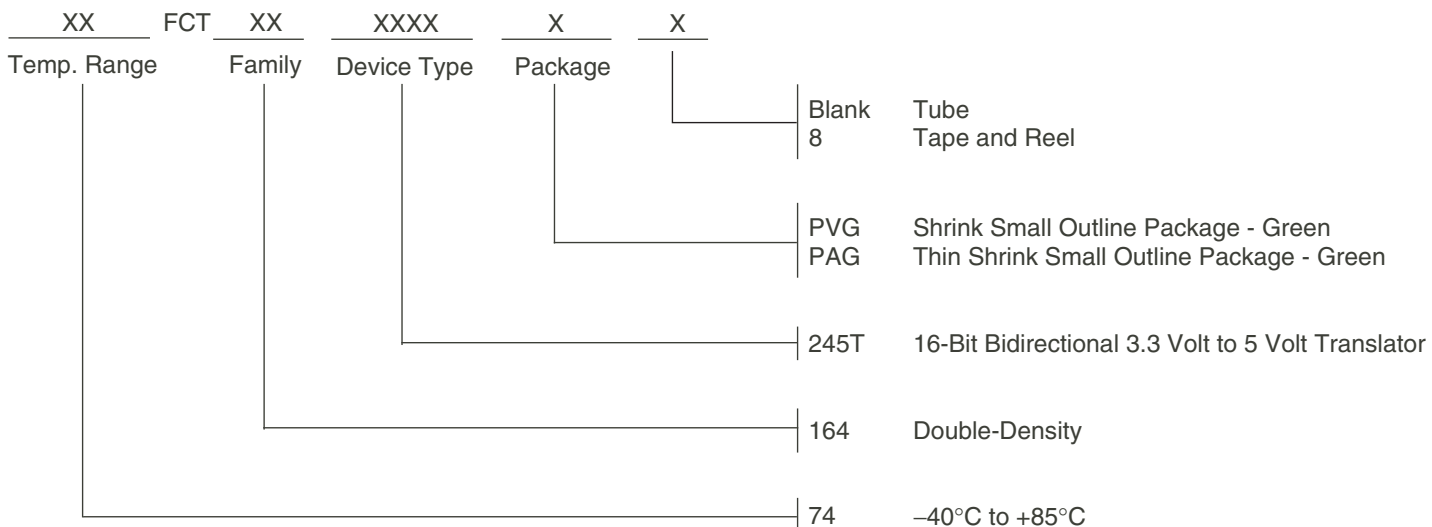 XX FCT XX XXXX X X
Temp. Range Family Device Type Package
Blank Tube
8 Tape and Reel
PVG Shrink Small Outline Package - Green
PAG Thin Shrink Small Outline Package - Green
245T 16-Bit Bidirectional 3.3 Volt to 5 Volt Translator
164 Double-Density
74 –40°C to +85°C